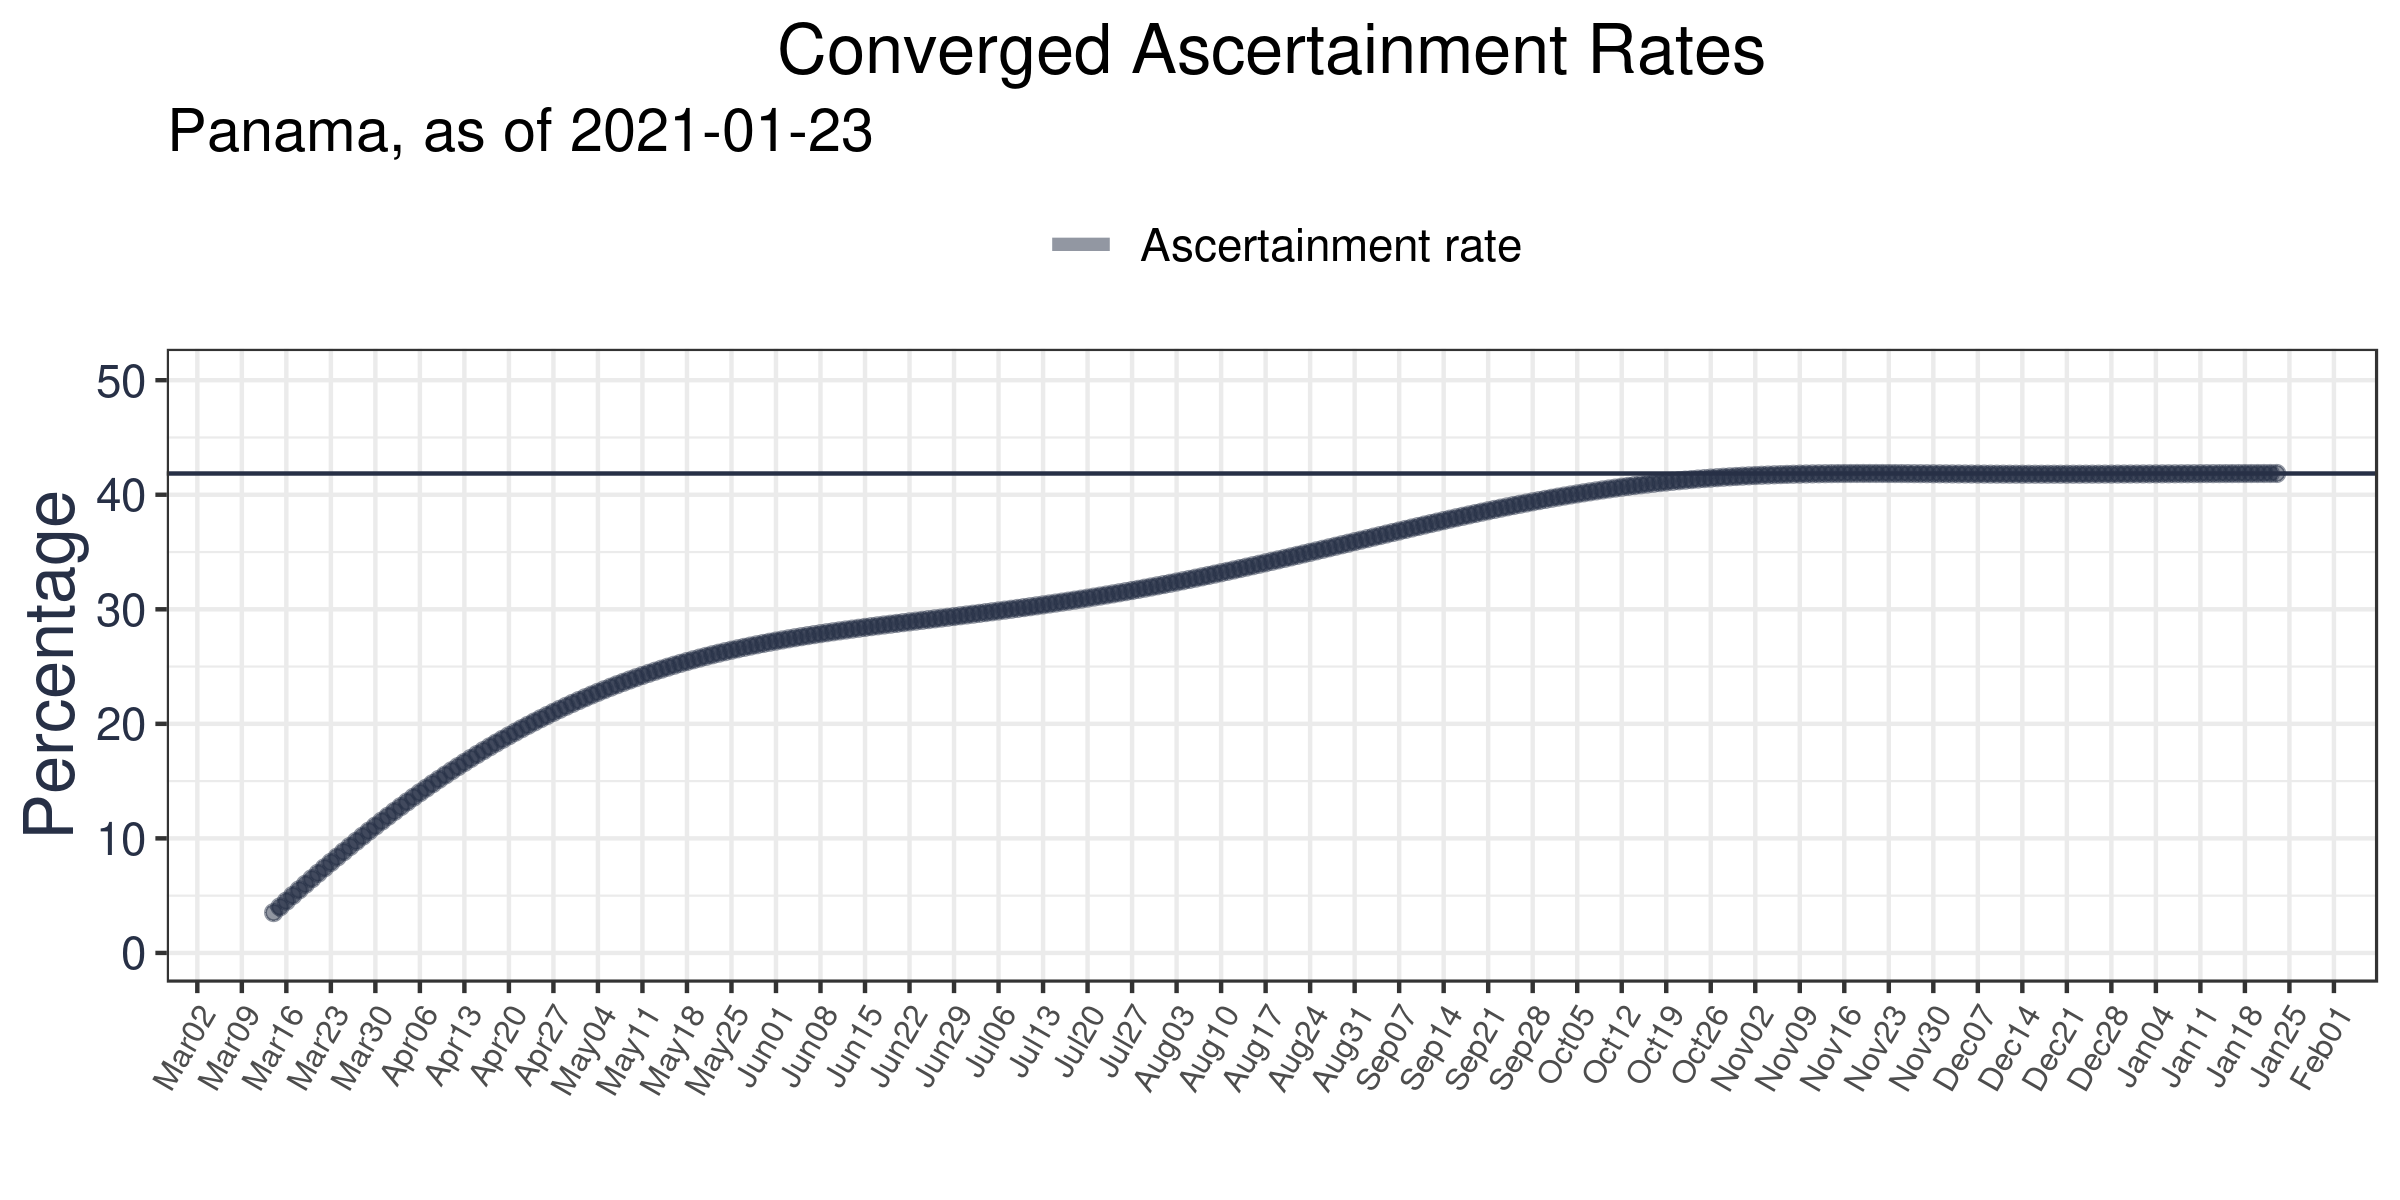 Converged Ascertainment Rates
Panama, as of 2021-01-23
Ascertainment rate
Percentage
50
40
30
20
10
0
Mar02
Mar09
Mar16
Mar23
Mar30
Apr06
Apr13
Apr20
Apr27
May04
May11
May18
May25
Jun01
Jun08
Jun15
Jun22
Jun29
Jul06
Jul13
Jul20
Jul27
Aug03
Aug10
Aug17
Aug24
Aug31
Sep07
Sep14
Sep21
Sep28
Oct05
Oct12
Oct19
Oct26
Nov02
Nov09
Nov16
Nov23
Nov30
Dec07
Dec14
Dec21
Dec28
Jan04
Jan11
Jan18
Jan25
Feb01